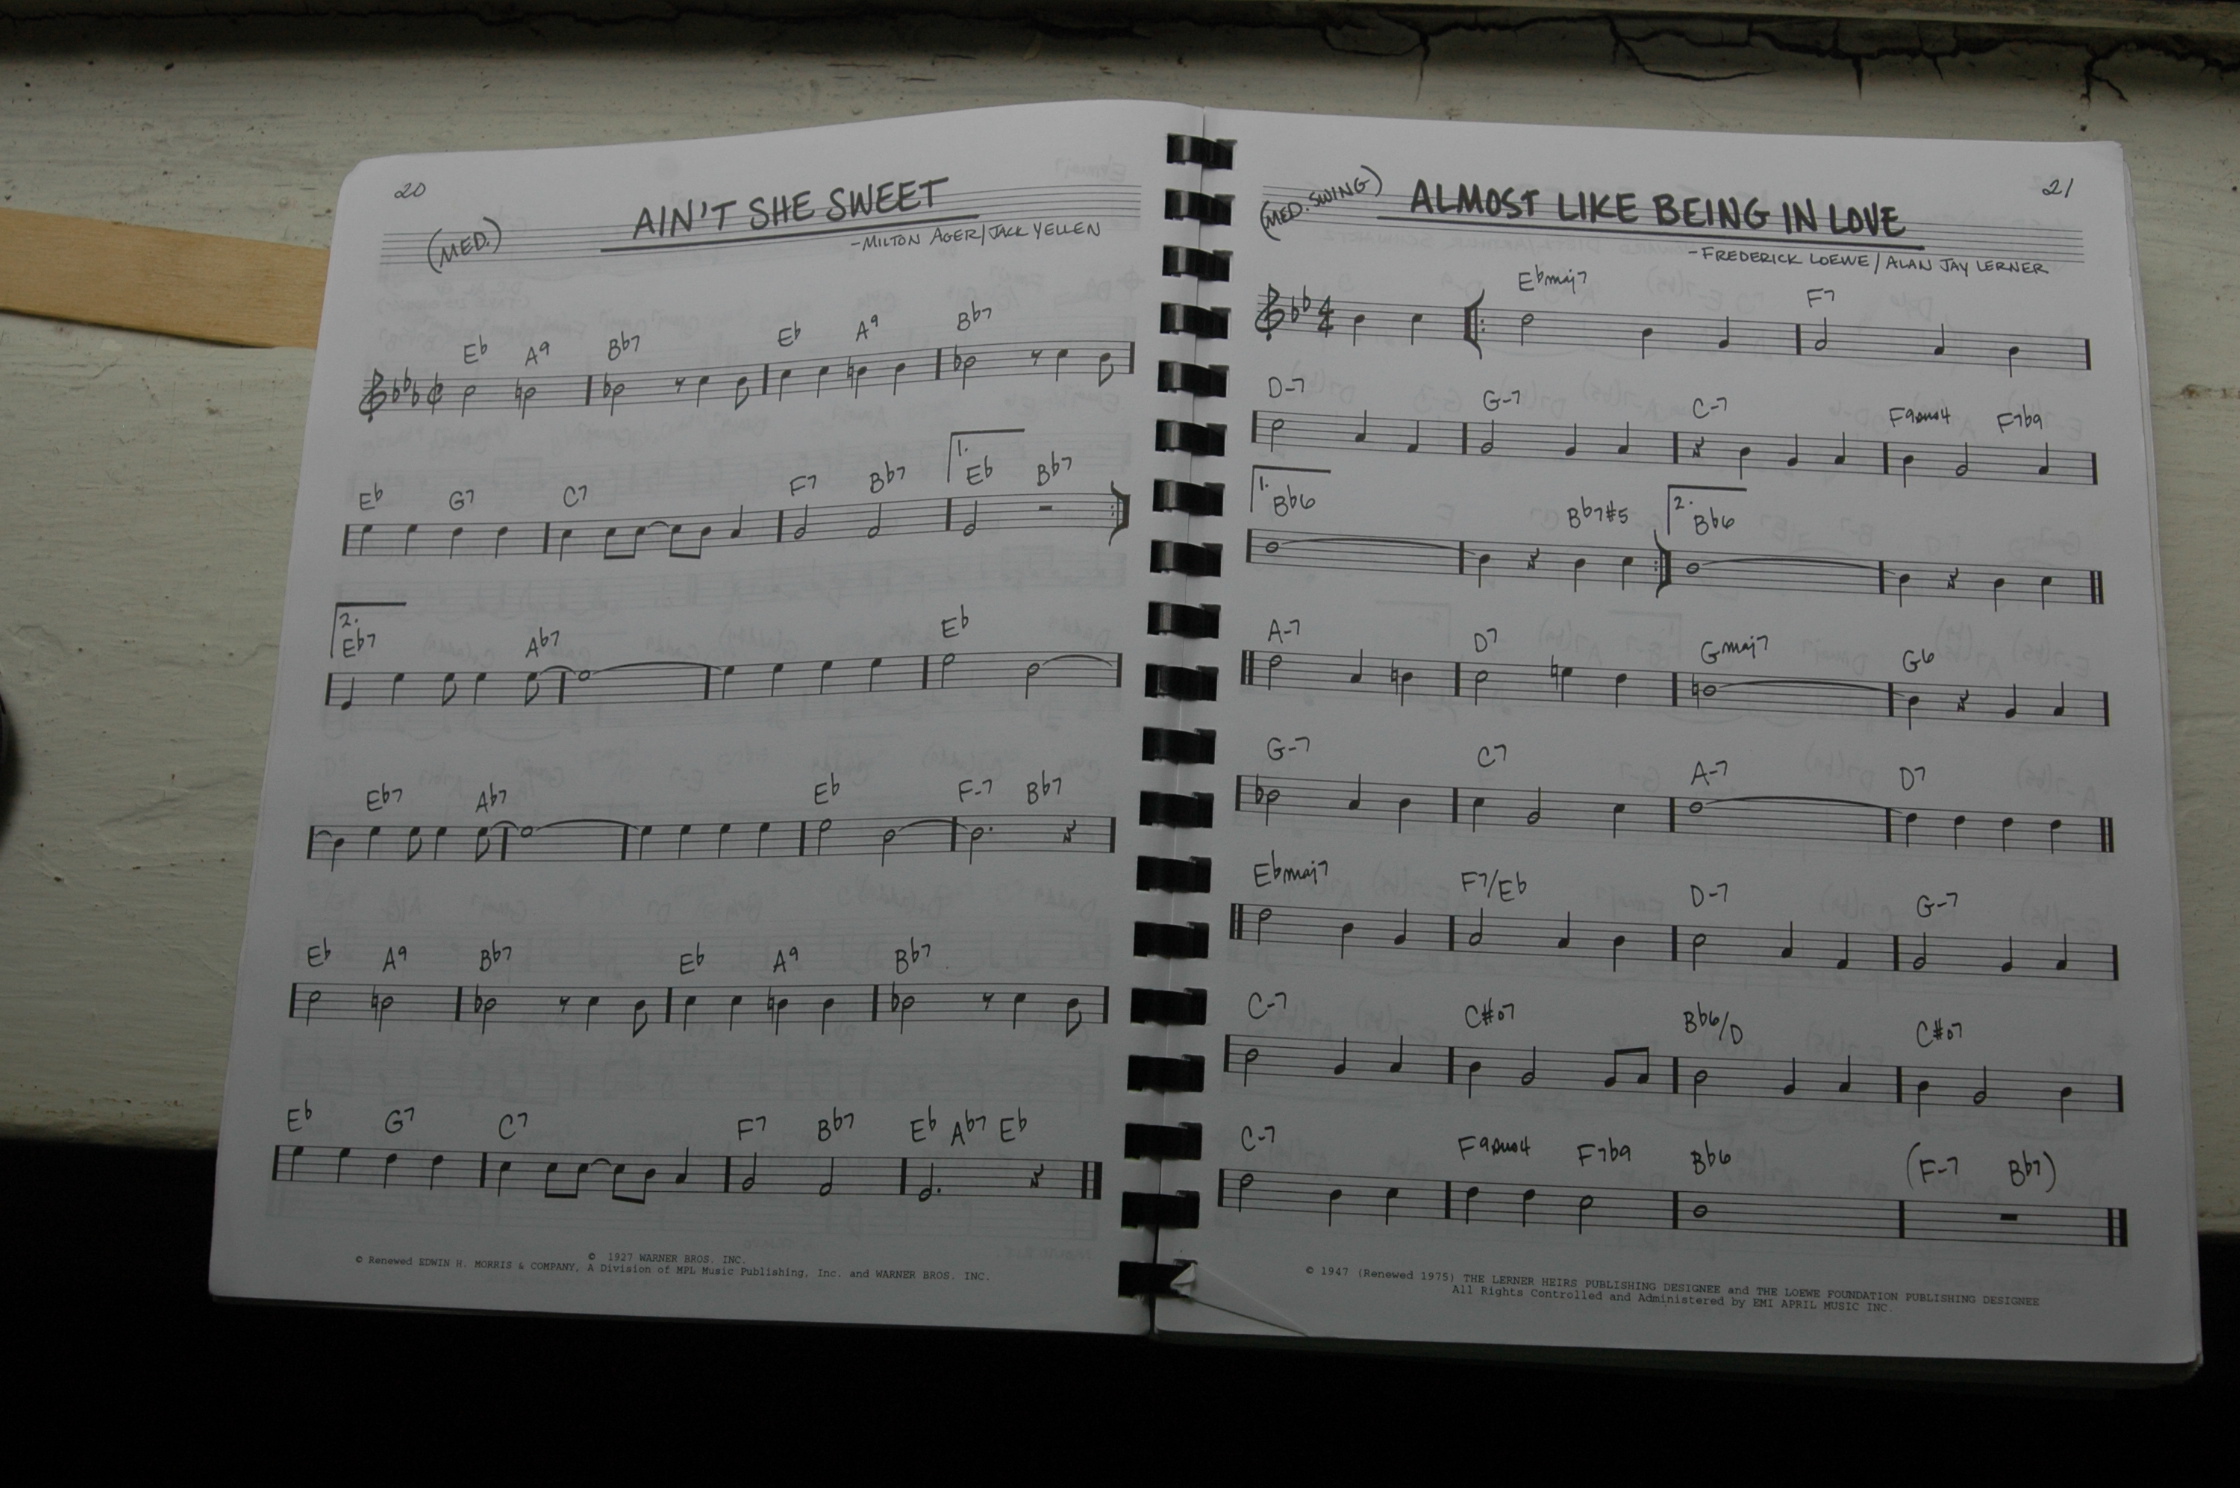 20
(MED.)
AIN'T SHE SWEET
-MILTON AGER/JACK YELLEN
Eb A9 Bb7 Eb A9 Bb7
Eb G7 C7 F7 Bb7 1. Eb Bb7
2. Eb7 Ab7 Eb
Eb7 Ab7 Eb F-7 Bb7
Eb A9 Bb7 Eb A9 Bb7
Eb G7 C7 F7 Bb7 Eb Ab7 Eb
© 1927 WARNER BROS. INC.
© Renewed EDWIN H. MORRIS & COMPANY, A Division of MPL Music Publishing, Inc. and WARNER BROS. INC.
21
(MED. SWING)
ALMOST LIKE BEING IN LOVE
-FREDERICK LOEWE/ALAN JAY LERNER
4 4 Ebmaj7 F7
D-7 G-7 C-7 F9sus4 F7b9
1. Bb6 Bb7#5 2. Bb6
A-7 D7 Gmaj7 G6
G-7 C7 A-7 D7
Ebmaj7 F7/Eb D-7 G-7
C-7 C#o7 Bb6/D C#o7
C-7 F9sus4 F7b9 Bb6 (F-7 Bb7)
© 1947 (Renewed 1975) THE LERNER HEIRS PUBLISHING DESIGNEE and THE LOEWE FOUNDATION PUBLISHING DESIGNEE
All Rights Controlled and Administered by EMI APRIL MUSIC INC.